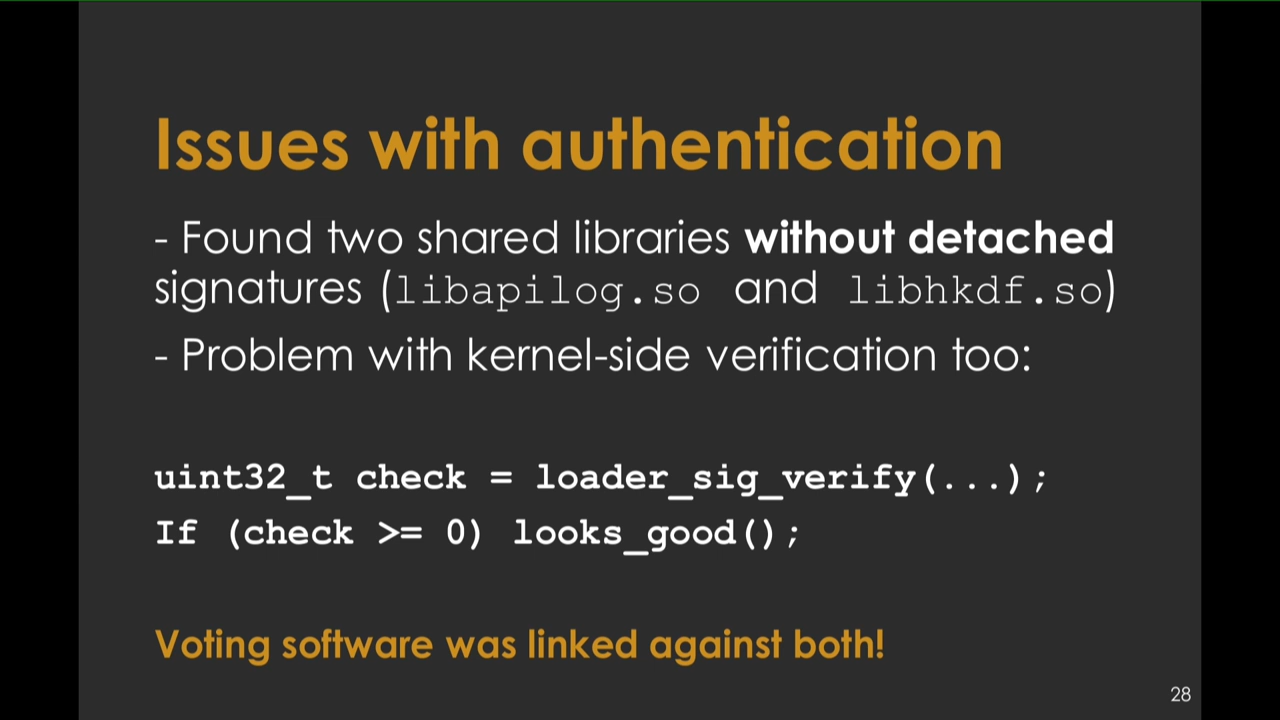 Issues with authentication
- Found two shared libraries without detached
signatures (libapilog.so and libhkdf.so)
- Problem with kernel-side verification too:
uint32_t check = loader_sig_verify(...);
If (check >= 0) looks_good();
Voting software was linked against both!
28